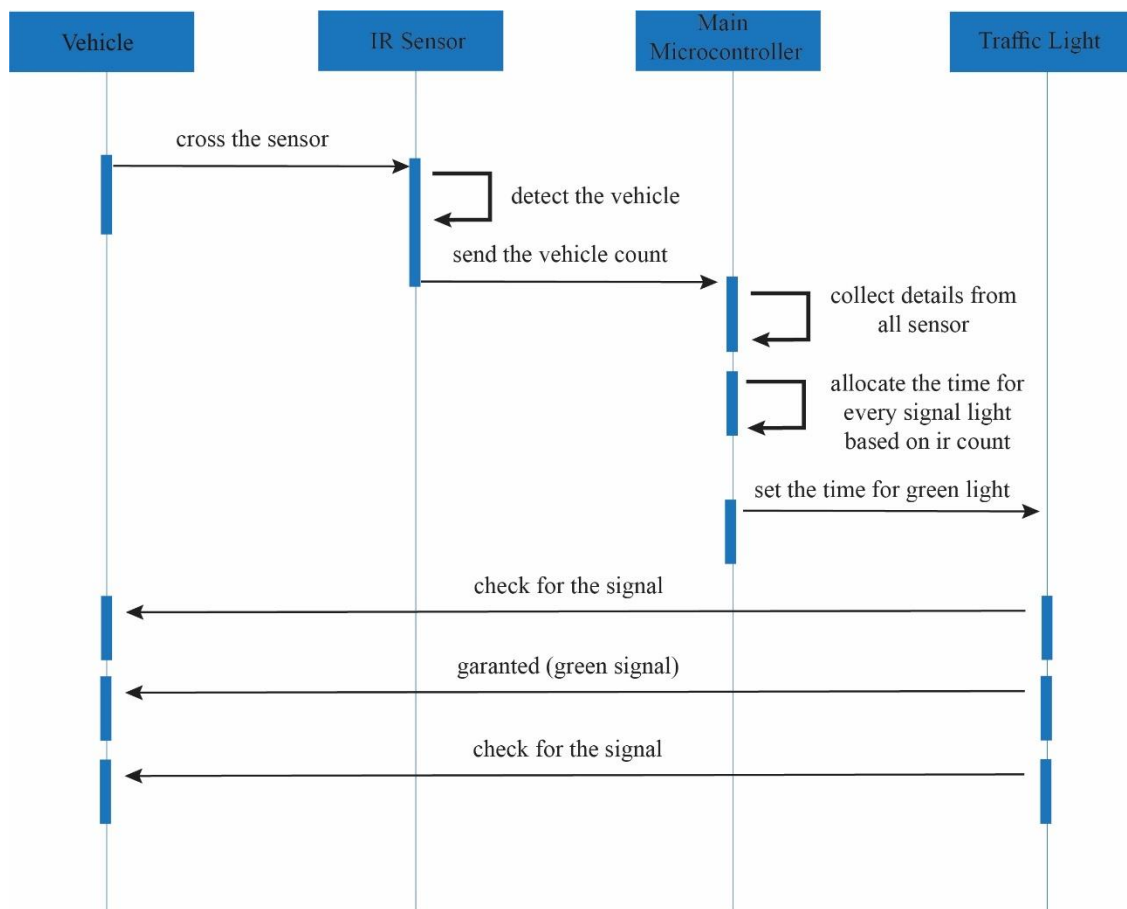 Vehicle
IR Sensor
Main
Microcontroller
Traffic Light
cross the sensor
detect the vehicle
send the vehicle count
collect details from
all sensor
allocate the time for
every signal light
based on ir count
set the time for green light
check for the signal
garanted (green signal)
check for the signal